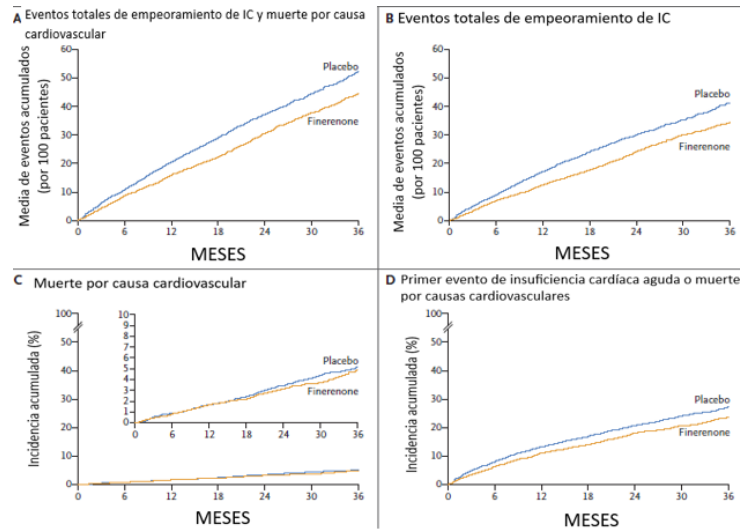 A Eventos totales de empeoramiento de IC y muerte por causa
cardiovascular
Media de eventos acumulados
(por 100 pacientes)
60
50
40
30
20
10
0
Placebo
Finerenone
0 6 12 18 24 30 36
MESES
B Eventos totales de empeoramiento de IC
Media de eventos acumulados
(por 100 pacientes)
60
50
40
30
20
10
0
Placebo
Finerenone
0 6 12 18 24 30 36
MESES
C Muerte por causa cardiovascular
Incidencia acumulada (%)
100
50
40
30
20
10
0
10
9
8
7
6
5
4
3
2
1
0
Placebo
Finerenone
0 6 12 18 24 30 36
0 6 12 18 24 30 36
MESES
D Primer evento de insuficiencia cardíaca aguda o muerte
por causas cardiovasculares
Incidencia acumulada (%)
100
50
40
30
20
10
0
Placebo
Finerenone
0 6 12 18 24 30 36
MESES